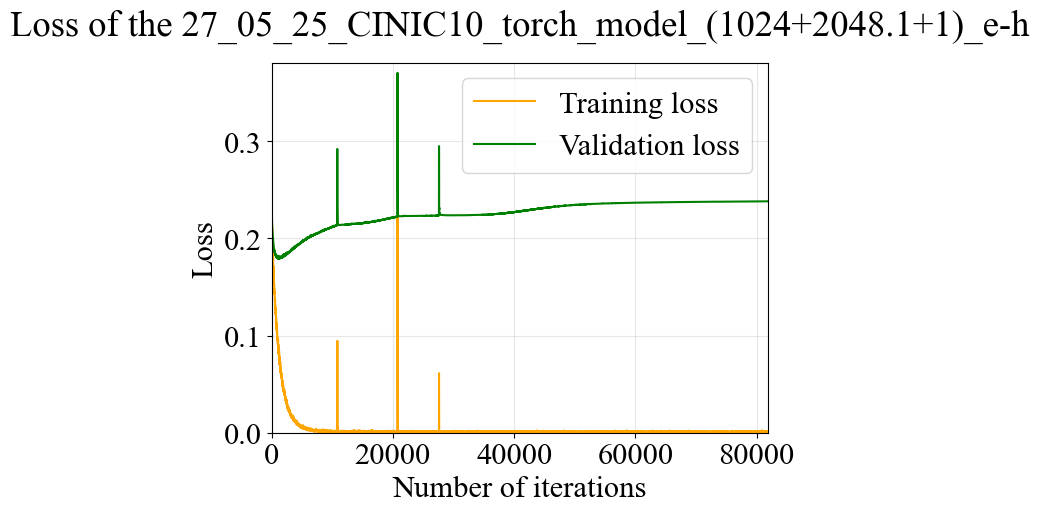 Loss of the 27_05_25_CINIC10_torch_model_(1024+2048.1+1)_e-h
Training loss
Validation loss
0.3
0.2
0.1
0.0
Loss
0 20000 40000 60000 80000
Number of iterations